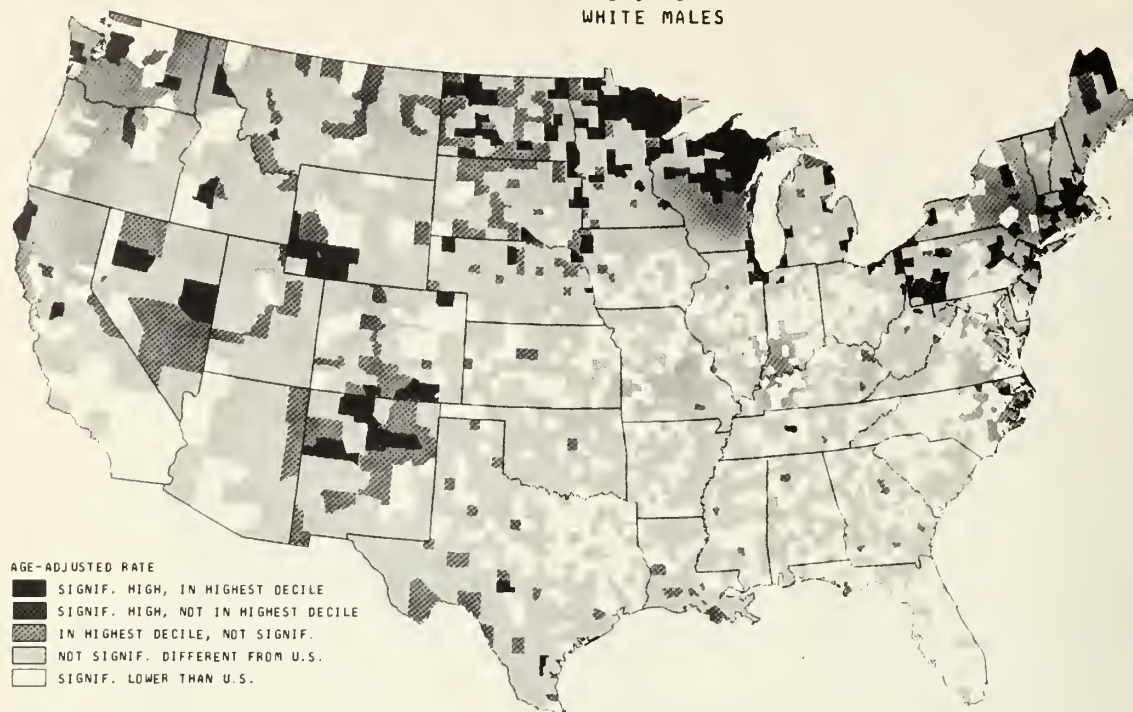 WHITE MALES
AGE-ADJUSTED RATE
SIGNIF. HIGH, IN HIGHEST DECILE
SIGNIF. HIGH, NOT IN HIGHEST DECILE
IN HIGHEST DECILE, NOT SIGNIF.
NOT SIGNIF. DIFFERENT FROM U.S.
SIGNIF. LOWER THAN U.S.